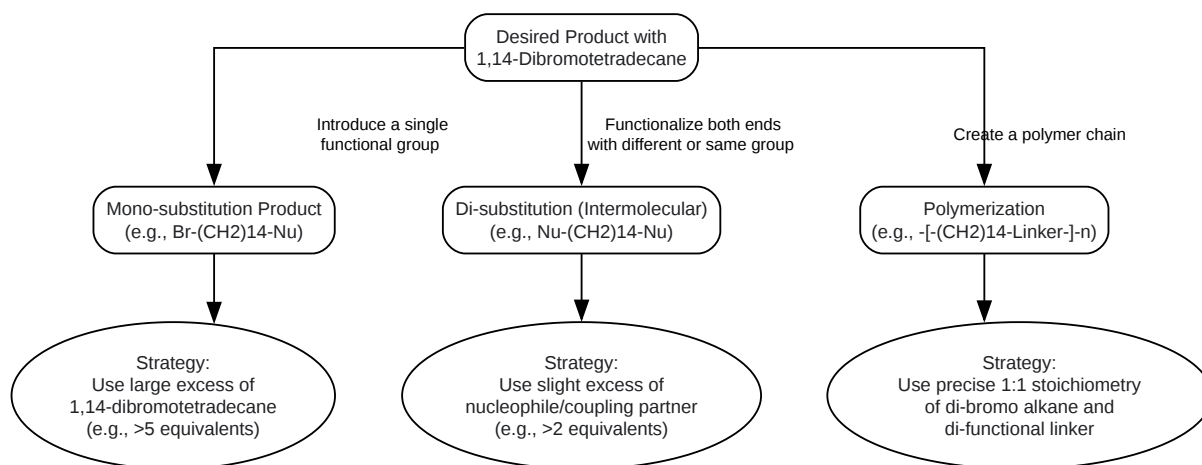 Desired Product with
1,14-Dibromotetradecane
Introduce a single
functional group
Functionalize both ends
with different or same group
Create a polymer chain
Mono-substitution Product
(e.g., Br-(CH2)14-Nu)
Di-substitution (Intermolecular)
(e.g., Nu-(CH2)14-Nu)
Polymerization
(e.g., -[-(CH2)14-Linker-]-n)
Strategy:
Use large excess of
1,14-dibromotetradecane
(e.g., >5 equivalents)
Strategy:
Use slight excess of
nucleophile/coupling partner
(e.g., >2 equivalents)
Strategy:
Use precise 1:1 stoichiometry
of di-bromo alkane and
di-functional linker